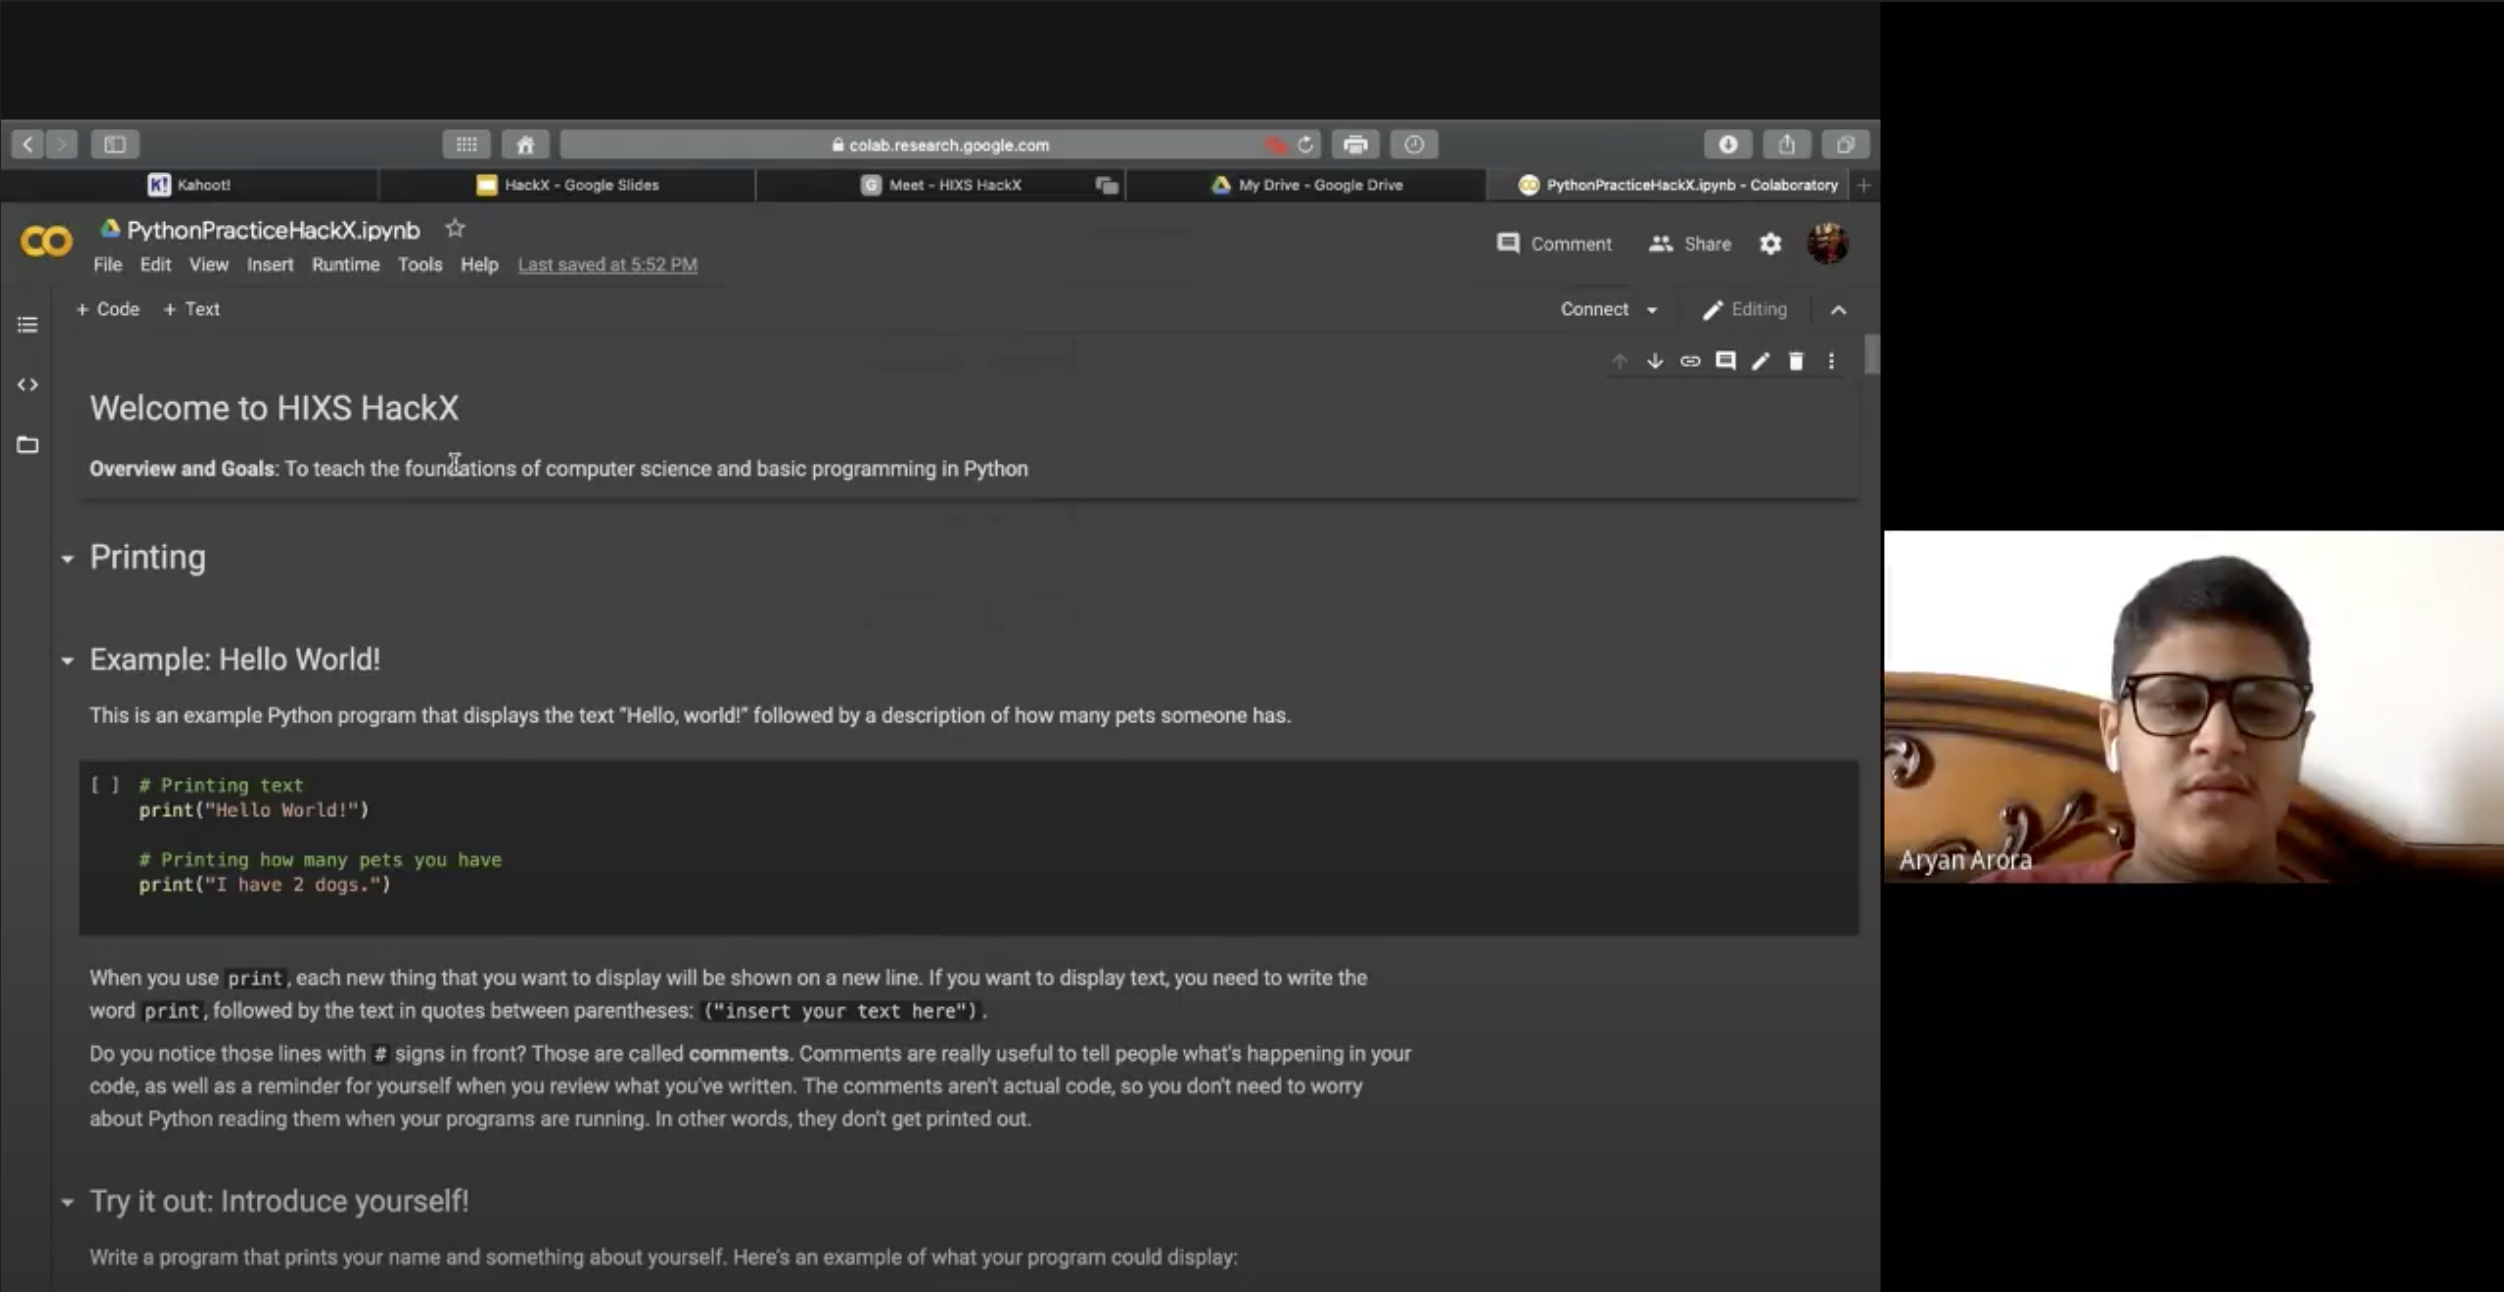 colab.research.google.com
K! Kahoot!
HackX - Google Slides
G Meet - HIXS HackX
My Drive - Google Drive
PythonPracticeHackX.ipynb - Colaboratory
PythonPracticeHackX.ipynb
Comment
Share
File Edit View Insert Runtime Tools Help Last saved at 5:52 PM
+ Code + Text
Connect
Editing
Welcome to HIXS HackX
Overview and Goals: To teach the foundations of computer science and basic programming in Python
Printing
Example: Hello World!
This is an example Python program that displays the text "Hello, world!" followed by a description of how many pets someone has.
[ ] # Printing text
print("Hello World!")
# Printing how many pets you have
print("I have 2 dogs.")
When you use print, each new thing that you want to display will be shown on a new line. If you want to display text, you need to write the
word print, followed by the text in quotes between parentheses: ("insert your text here").
Do you notice those lines with # signs in front? Those are called comments. Comments are really useful to tell people what's happening in your
code, as well as a reminder for yourself when you review what you've written. The comments aren't actual code, so you don't need to worry
about Python reading them when your programs are running. In other words, they don't get printed out.
Try it out: Introduce yourself!
Write a program that prints your name and something about yourself. Here's an example of what your program could display:
Aryan Arora